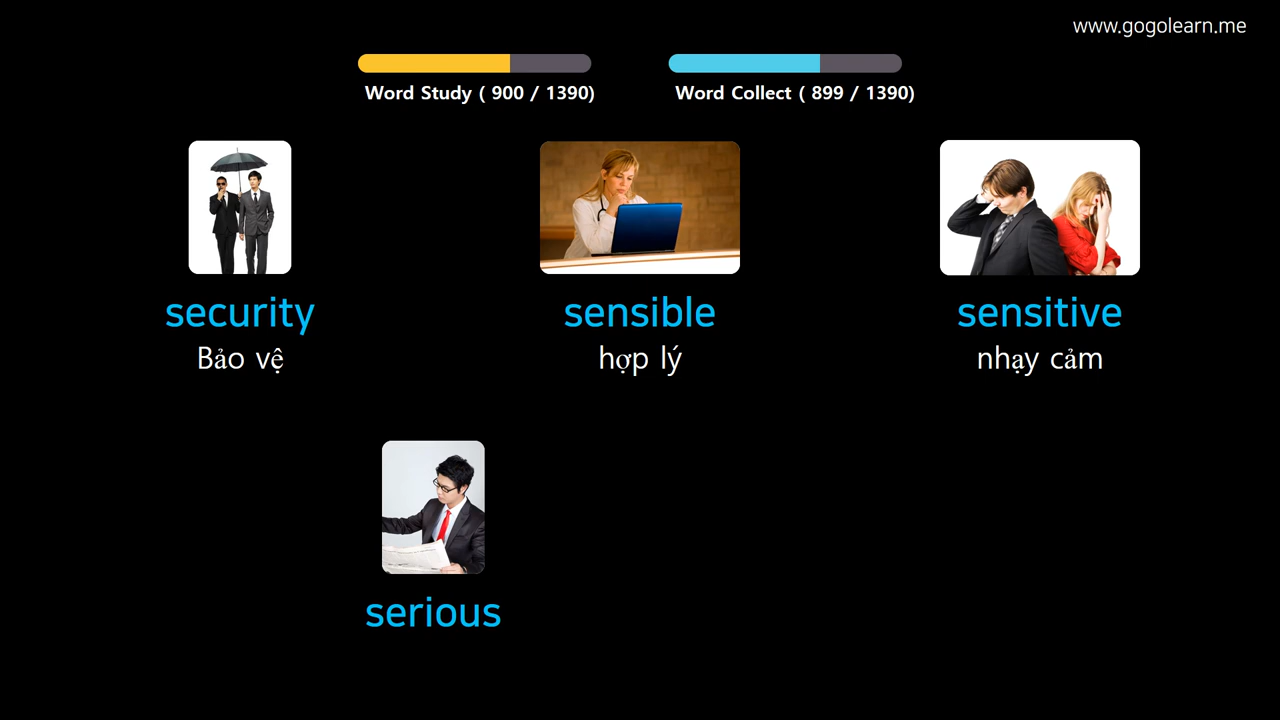 www.gogolearn.me
Word Study ( 900 / 1390)
Word Collect ( 899 / 1390)
security
Bảo vệ
sensible
hợp lý
sensitive
nhạy cảm
serious